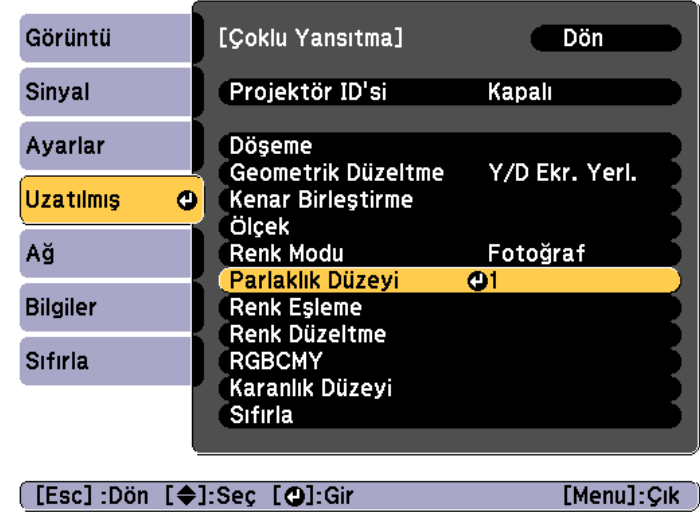 Görüntü
Sinyal
Ayarlar
Uzatılmış
Ağ
Bilgiler
Sıfırla
[Çoklu Yansıtma] Dön
Projektör ID'si Kapalı
Döşeme
Geometrik Düzeltme Y/D Ekr. Yerl.
Kenar Birleştirme
Ölçek
Renk Modu Fotoğraf
Parlaklık Düzeyi 1
Renk Eşleme
Renk Düzeltme
RGBCMY
Karanlık Düzeyi
Sıfırla
[Esc] :Dön [◆]:Seç [↵]:Gir [Menu]:Çık